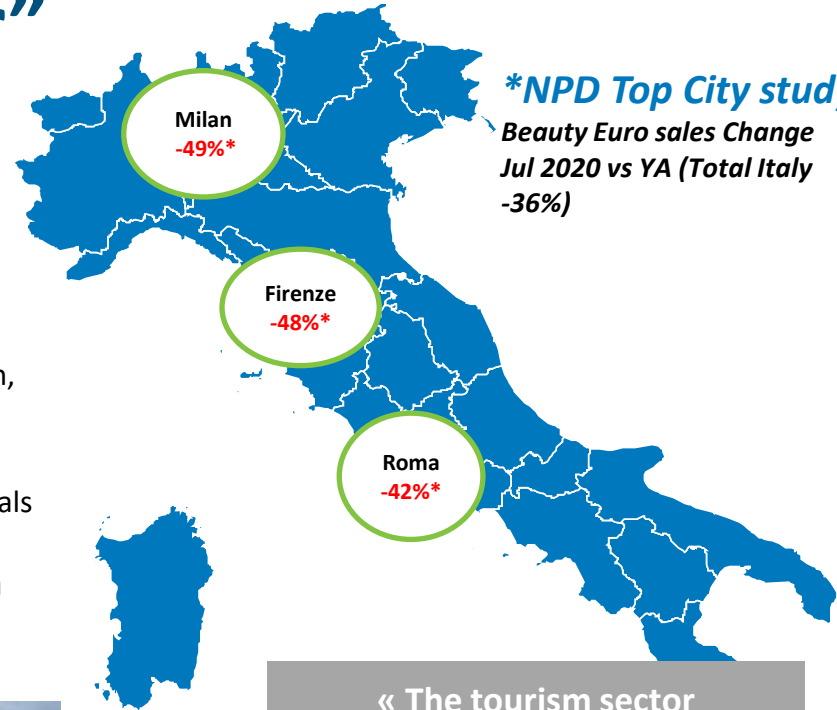 »
*NPD Top City stud
Beauty Euro sales Change
Jul 2020 vs YA (Total Italy
-36%)
Milan
-49%*
Firenze
-48%*
Roma
-42%*
als
« The tourism sector